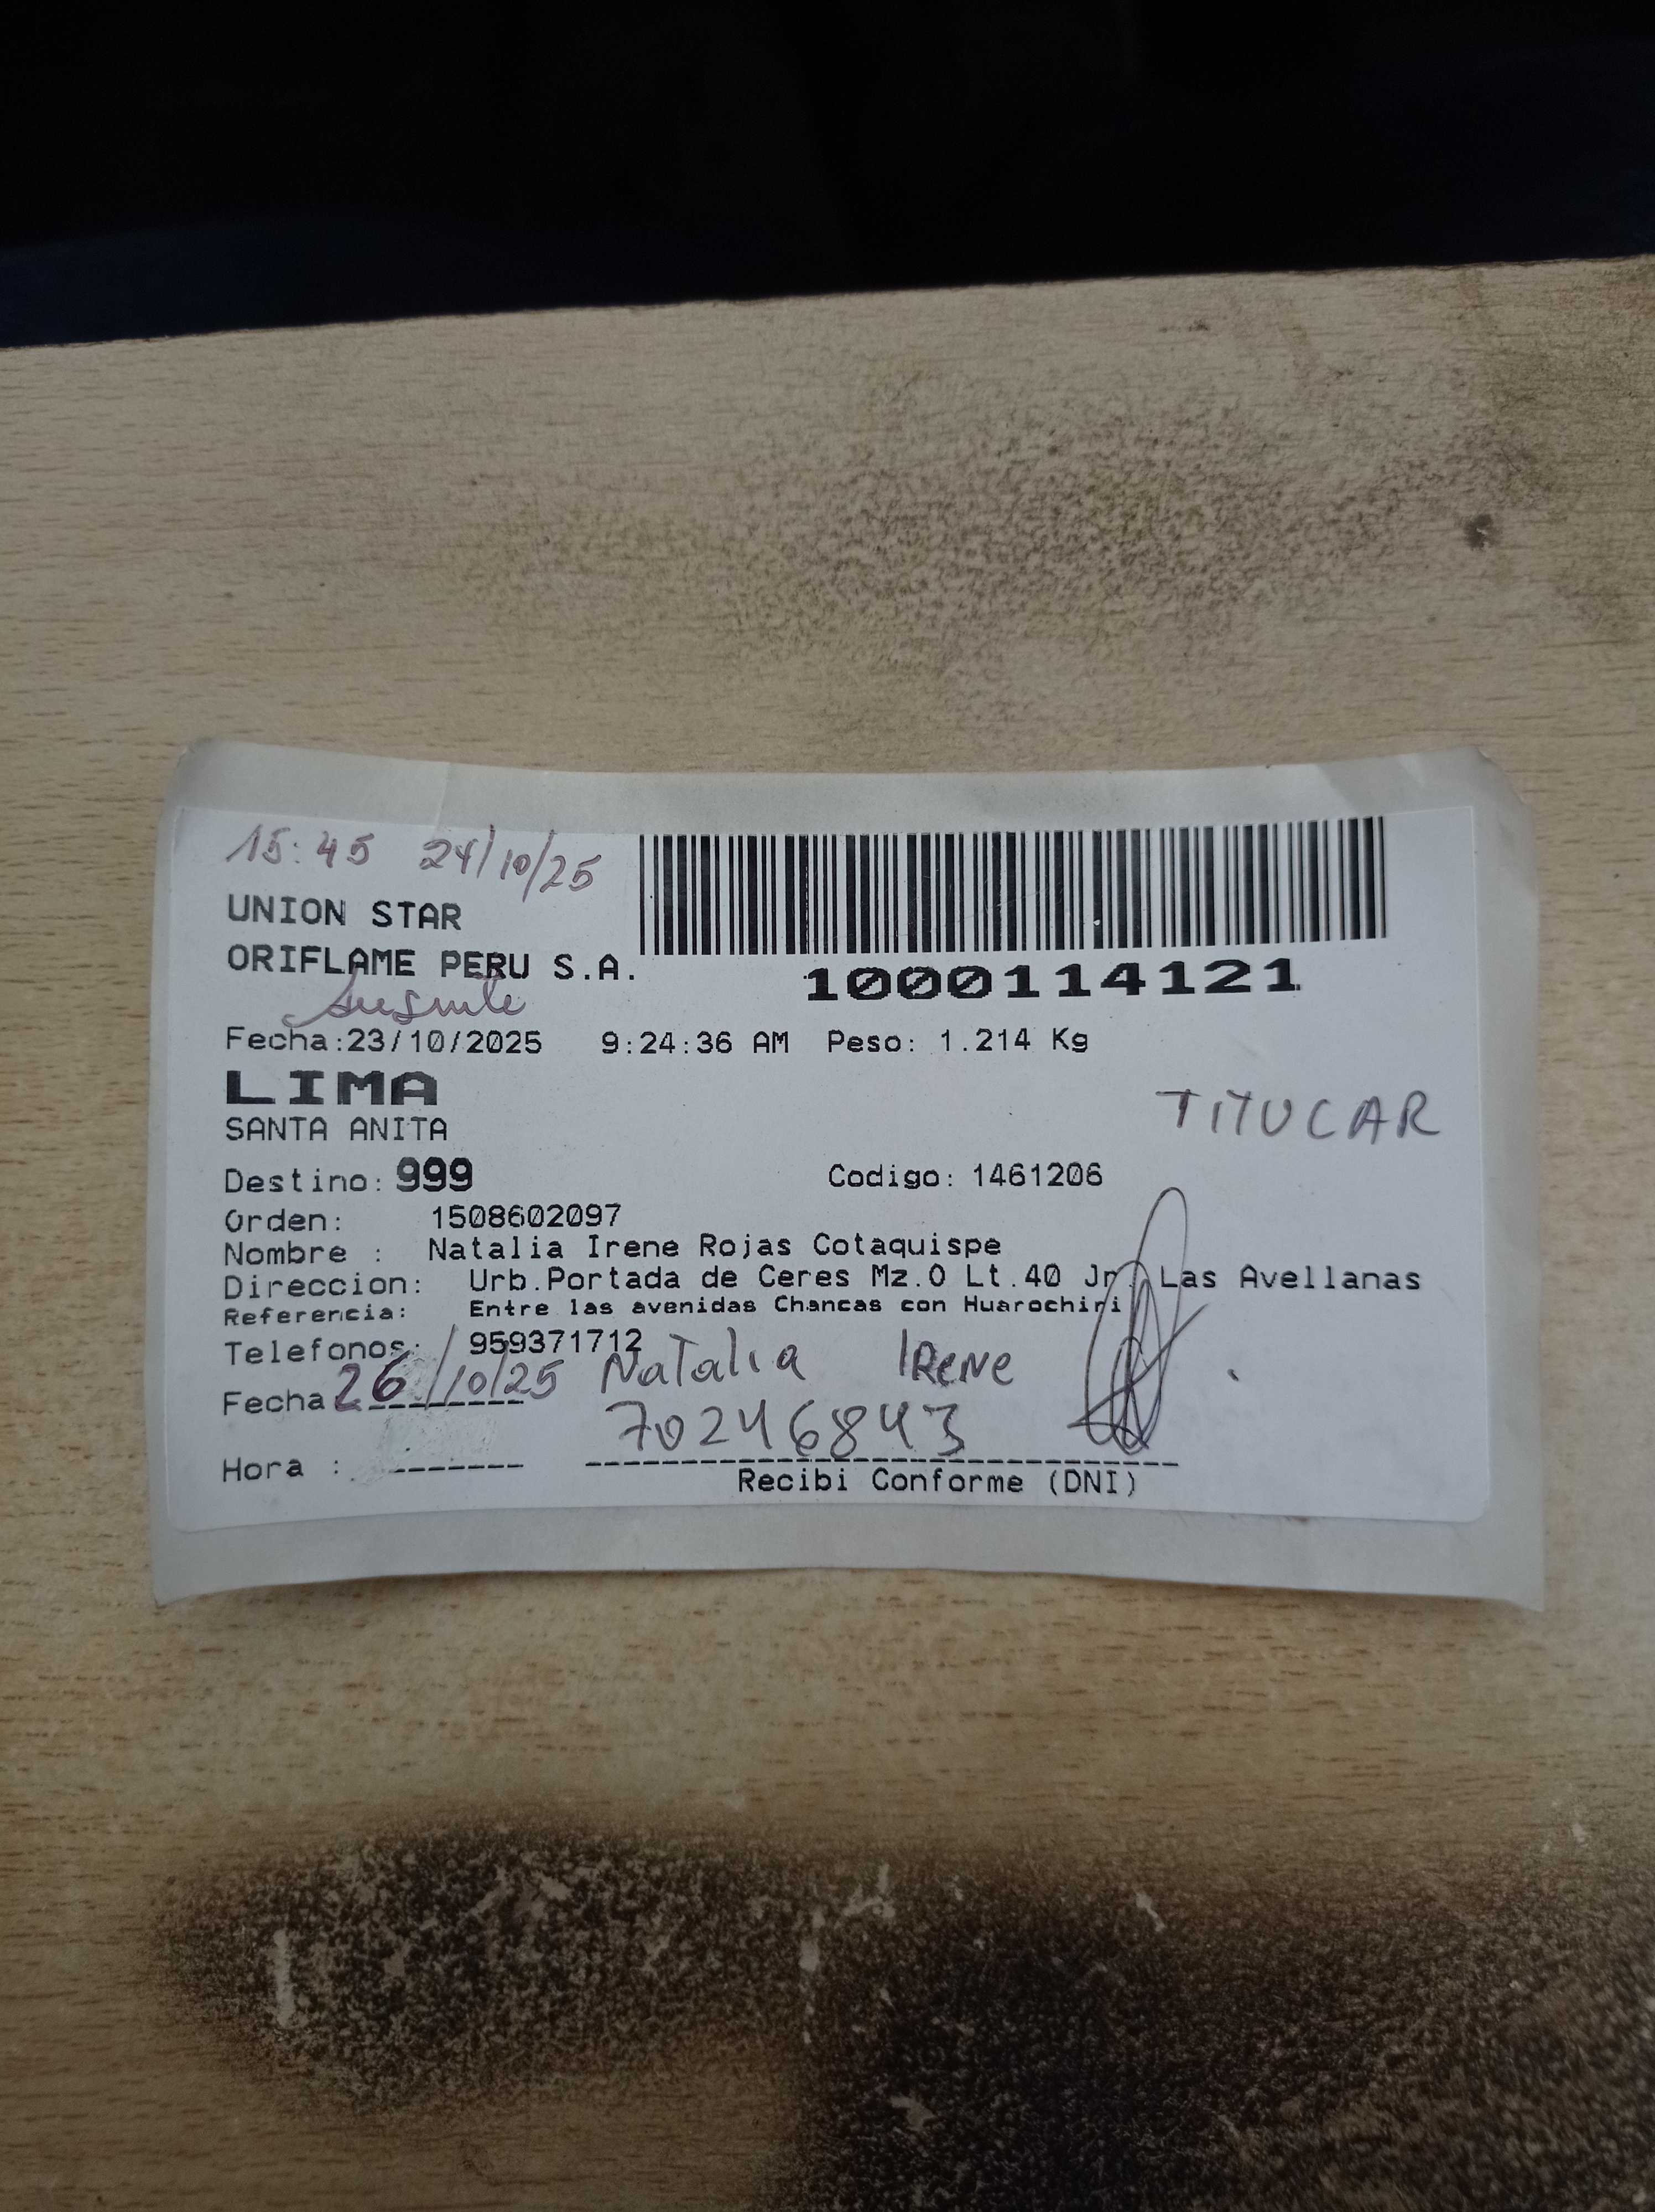 15:45 24/10/25
UNION STAR
ORIFLAME PERU S.A.
1000114121
Fecha:23/10/2025 9:24:36 AM Peso: 1.214 Kg
LIMA
SANTA ANITA
TITUCAR
Destino: 999 Codigo: 1461206
Orden: 1508602097
Nombre : Natalia Irene Rojas Cotaquispe
Direccion: Urb.Portada de Ceres Mz.O Lt.40 Jr. Las Avellanas
Referencia: Entre las avenidas Chancas con Huarochiri
Telefonos: 959371712
Fecha 26/10/25 Natalia Irene
70246843
Hora :
Recibi Conforme (DNI)